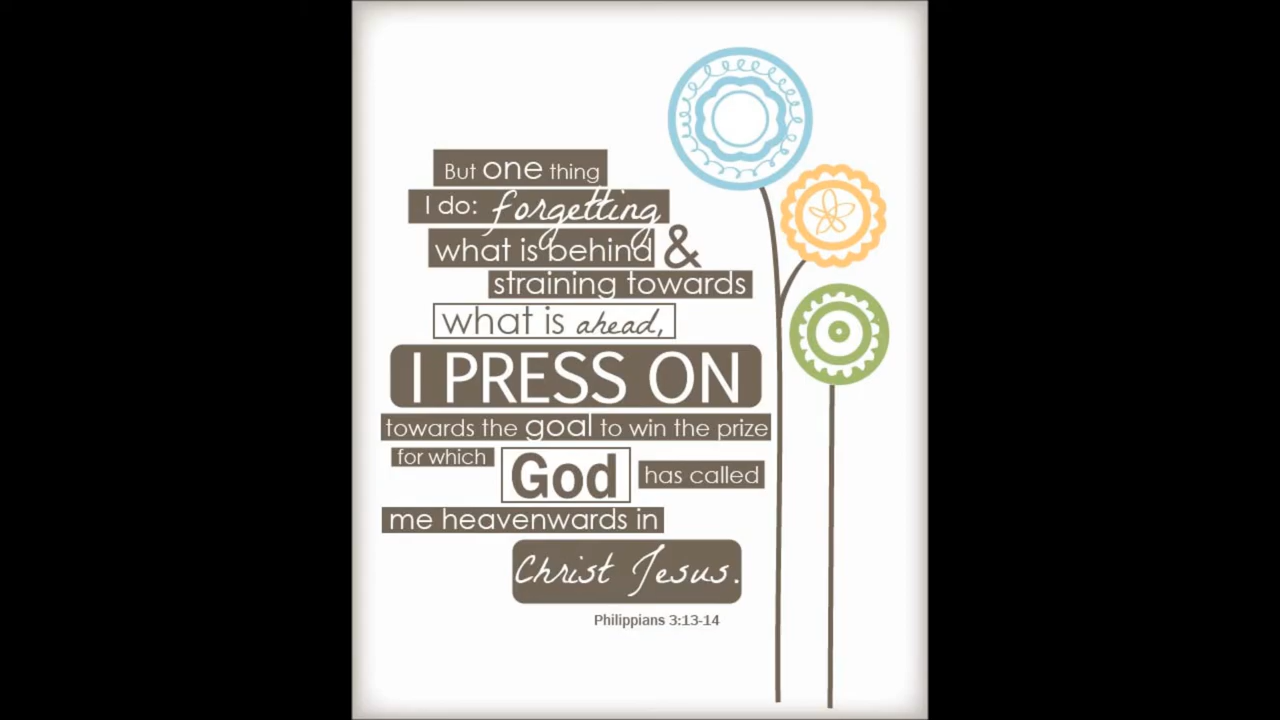 But one thing
I do: forgetting
what is behind &
straining towards
what is ahead,
I PRESS ON
towards the goal to win the prize
for which God has called
me heavenwards in
Christ Jesus.
Philippians 3:13-14